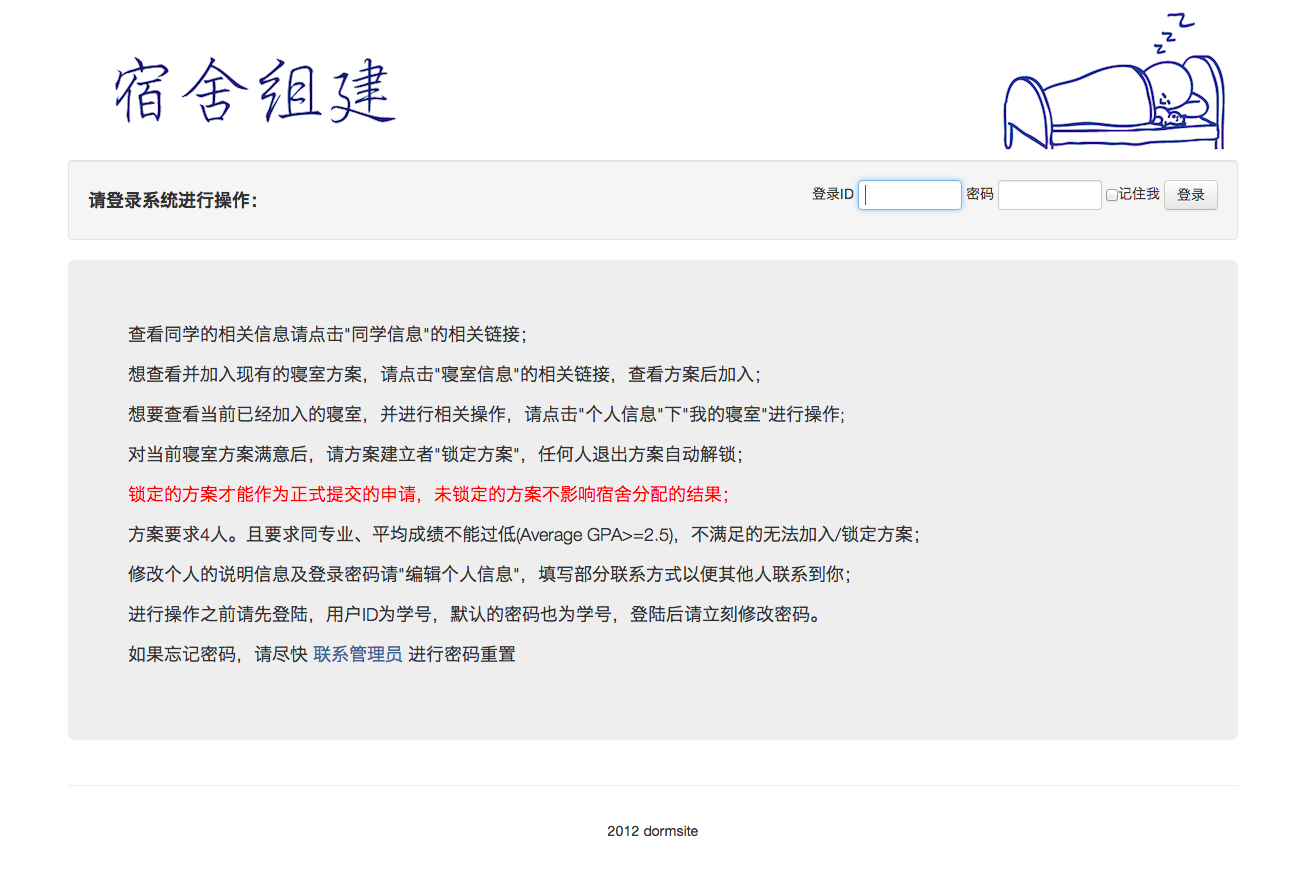 宿舍组建
zzz
请登录系统进行操作：
登录ID 密码 记住我 登录
查看同学的相关信息请点击"同学信息"的相关链接；
想查看并加入现有的寝室方案，请点击"寝室信息"的相关链接，查看方案后加入；
想要查看当前已经加入的寝室，并进行相关操作，请点击"个人信息"下"我的寝室"进行操作;
对当前寝室方案满意后，请方案建立者"锁定方案"，任何人退出方案自动解锁；
锁定的方案才能作为正式提交的申请，未锁定的方案不影响宿舍分配的结果；
方案要求4人。且要求同专业、平均成绩不能过低(Average GPA>=2.5)，不满足的无法加入/锁定方案；
修改个人的说明信息及登录密码请"编辑个人信息"，填写部分联系方式以便其他人联系到你；
进行操作之前请先登陆，用户ID为学号，默认的密码也为学号，登陆后请立刻修改密码。
如果忘记密码，请尽快 联系管理员 进行密码重置
2012 dormsite